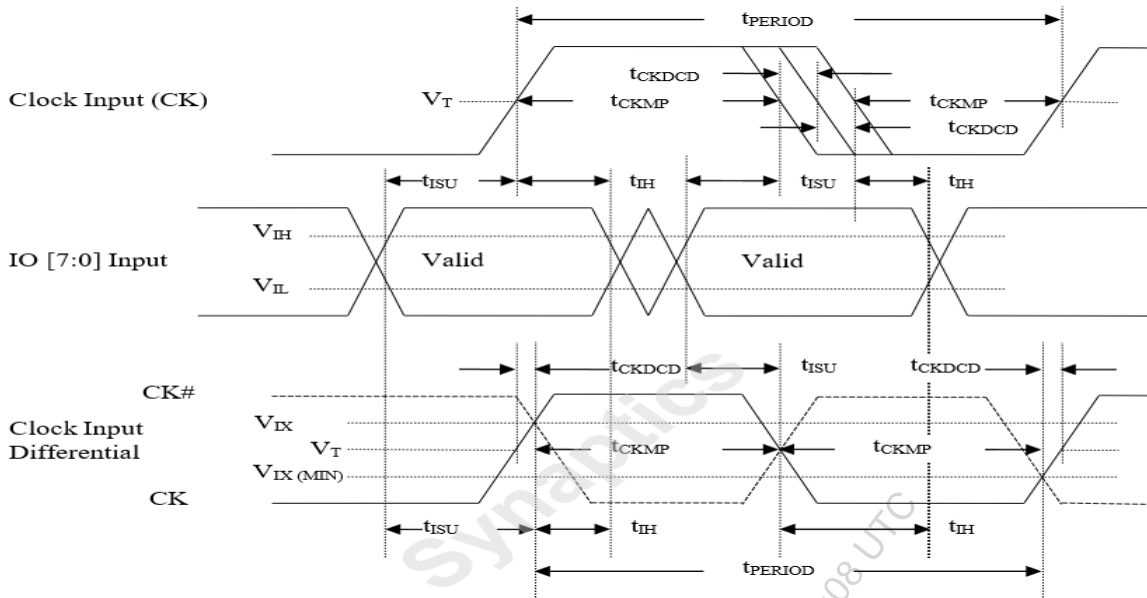 tPERIOD
tCKDCD
Clock Input (CK) VT tCKMP tCKMP
tCKDCD
tISU tIH tISU tIH
VIH
IO [7:0] Input Valid Valid
VIL
tCKDCD tISU tCKDCD
CK#
Clock Input VIX
Differential VT tCKMP tCKMP
VIX (MIN)
CK
tISU tIH tIH
tPERIOD
Synaptics
08 UTC